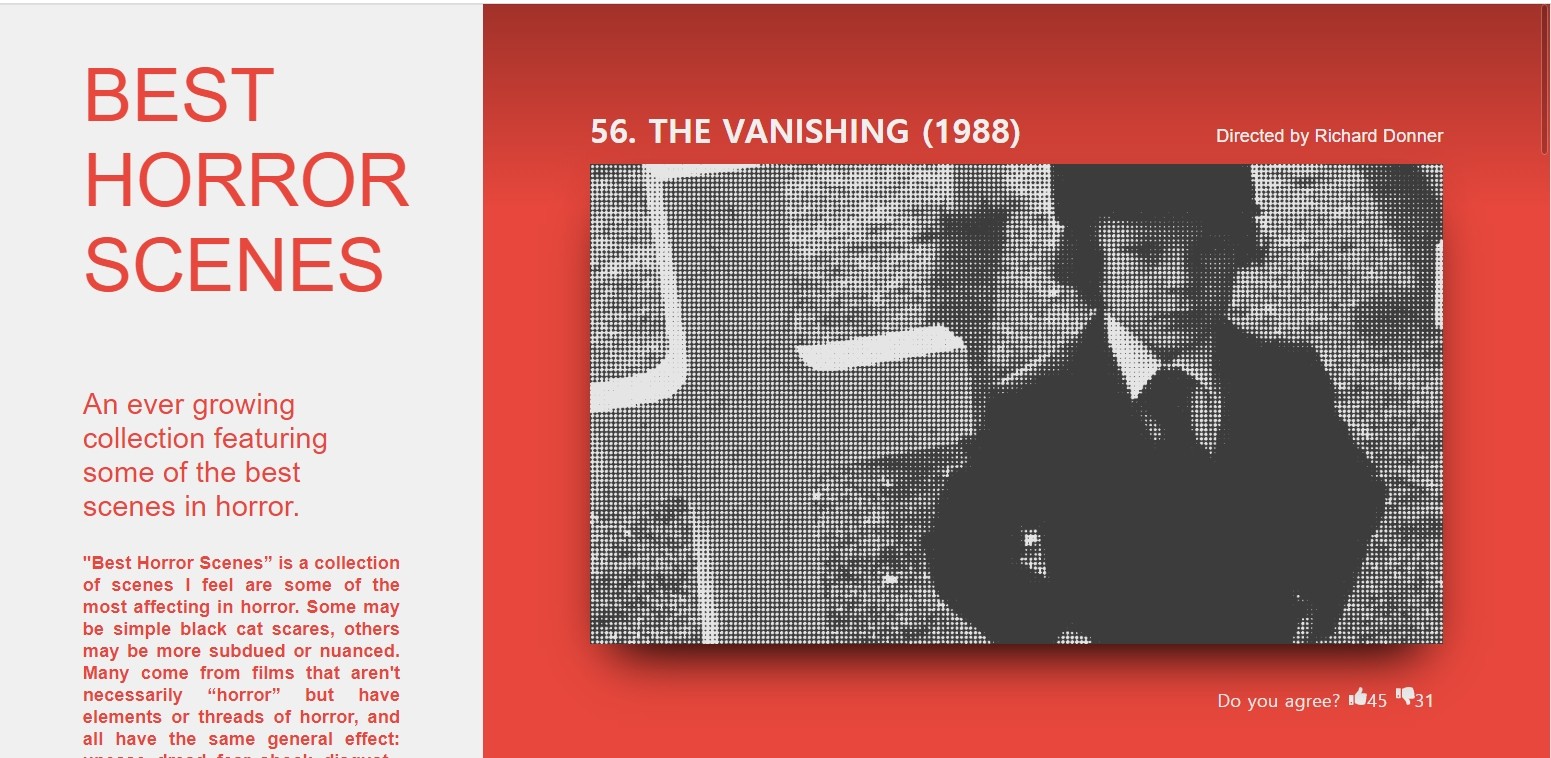 BEST
HORROR
SCENES
An ever growing
collection featuring
some of the best
scenes in horror.
"Best Horror Scenes” is a collection
of scenes I feel are some of the
most affecting in horror. Some may
be simple black cat scares, others
may be more subdued or nuanced.
Many come from films that aren't
necessarily “horror” but have
elements or threads of horror, and
all have the same general effect:
56. THE VANISHING (1988)
Directed by Richard Donner
Do you agree? 45 31